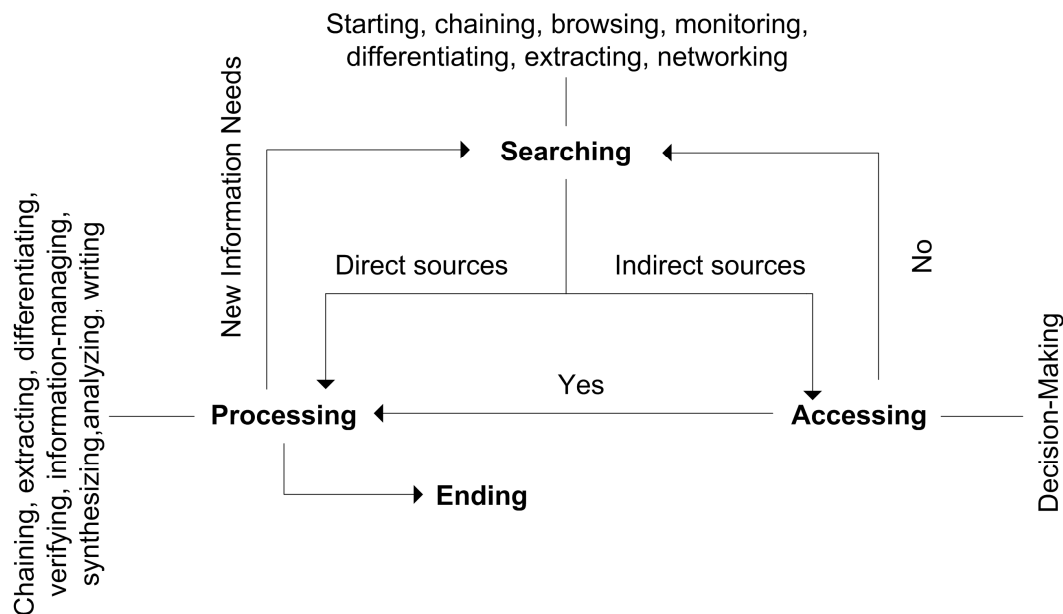 Starting, chaining, browsing, monitoring,
differentiating, extracting, networking
New Information Needs
Searching
No
Direct sources
Indirect sources
Chaining, extracting, differentiating,
verifying, information-managing,
synthesizing,analyzing, writing
Yes
Processing
Accessing
Decision-Making
Ending